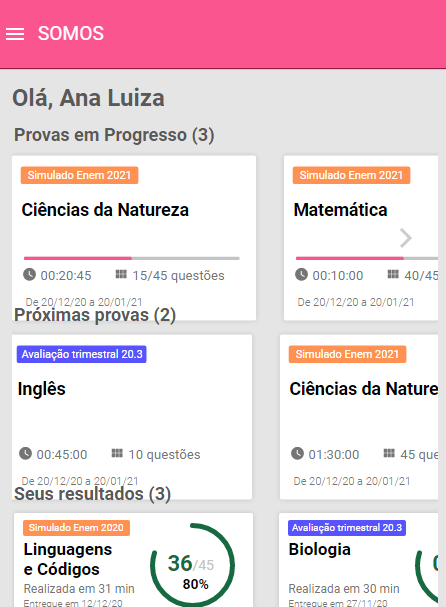 SOMOS
Olá, Ana Luiza
Provas em Progresso (3)
Simulado Enem 2021
Ciências da Natureza
00:20:45 15/45 questões
De 20/12/20 a 20/01/21
Simulado Enem 2021
Matemática
00:10:00 40/45
De 20/12/20 a 20/01/21
Próximas provas (2)
Avaliação trimestral 20.3
Inglês
00:45:00 10 questões
De 20/12/20 a 20/01/21
Simulado Enem 2021
Ciências da Nature
01:30:00 45 que
De 20/12/20 a 20/01/21
Seus resultados (3)
Simulado Enem 2020
Linguagens
e Códigos
Realizada em 31 min
Entregue em 12/12/20
36/45
80%
Avaliação trimestral 20.3
Biologia
Realizada em 30 min
Entregue em 27/11/20